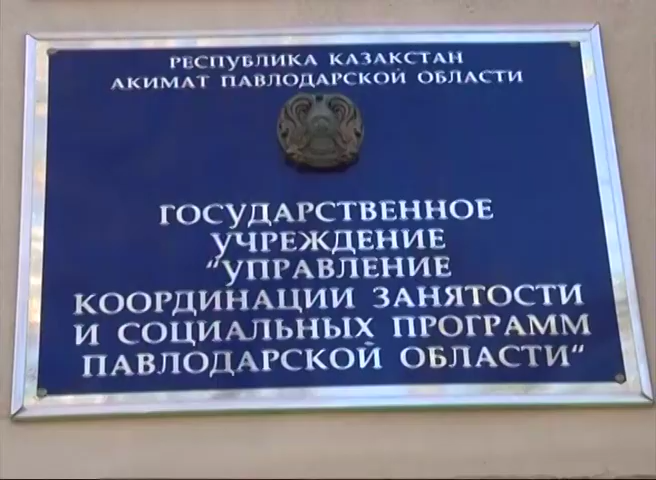 РЕСПУБЛИКА КАЗАКСТАН
АКИМАТ ПАВЛОДАРСКОЙ ОБЛАСТИ
ГОСУДАРСТВЕННОЕ
УЧРЕЖДЕНИЕ
“УПРАВЛЕНИЕ
КООРДИНАЦИИ ЗАНЯТОСТИ
И СОЦИАЛЬНЫХ ПРОГРАММ
ПАВЛОДАРСКОЙ ОБЛАСТИ“